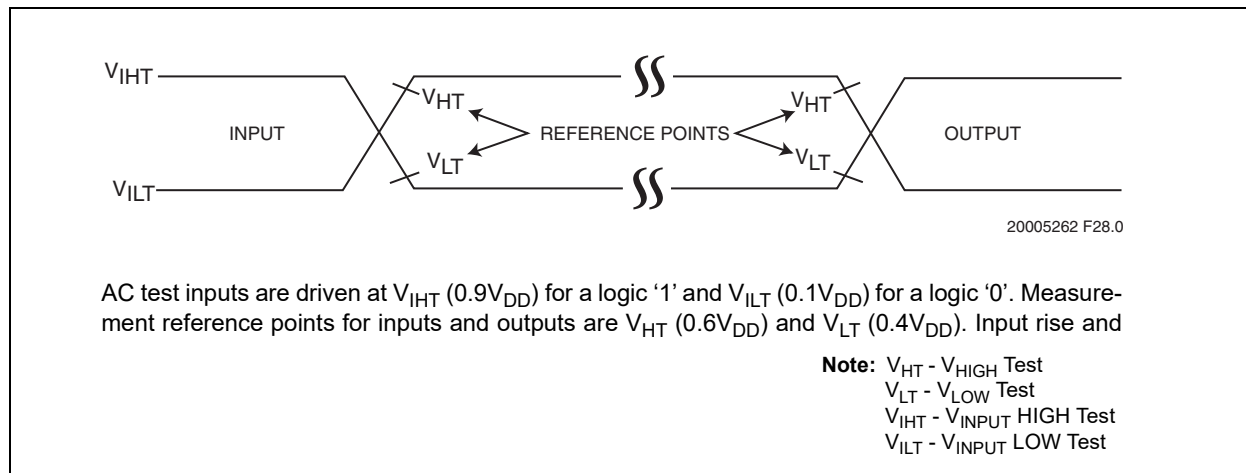 VIHT
VHT
VHT
INPUT
REFERENCE POINTS
OUTPUT
VLT
VLT
VILT
20005262 F28.0
AC test inputs are driven at VIHT (0.9VDD) for a logic ‘1’ and VILT (0.1VDD) for a logic ‘0’. Measure-
ment reference points for inputs and outputs are VHT (0.6VDD) and VLT (0.4VDD). Input rise and
Note: VHT - VHIGH Test
VLT - VLOW Test
VIHT - VINPUT HIGH Test
VILT - VINPUT LOW Test